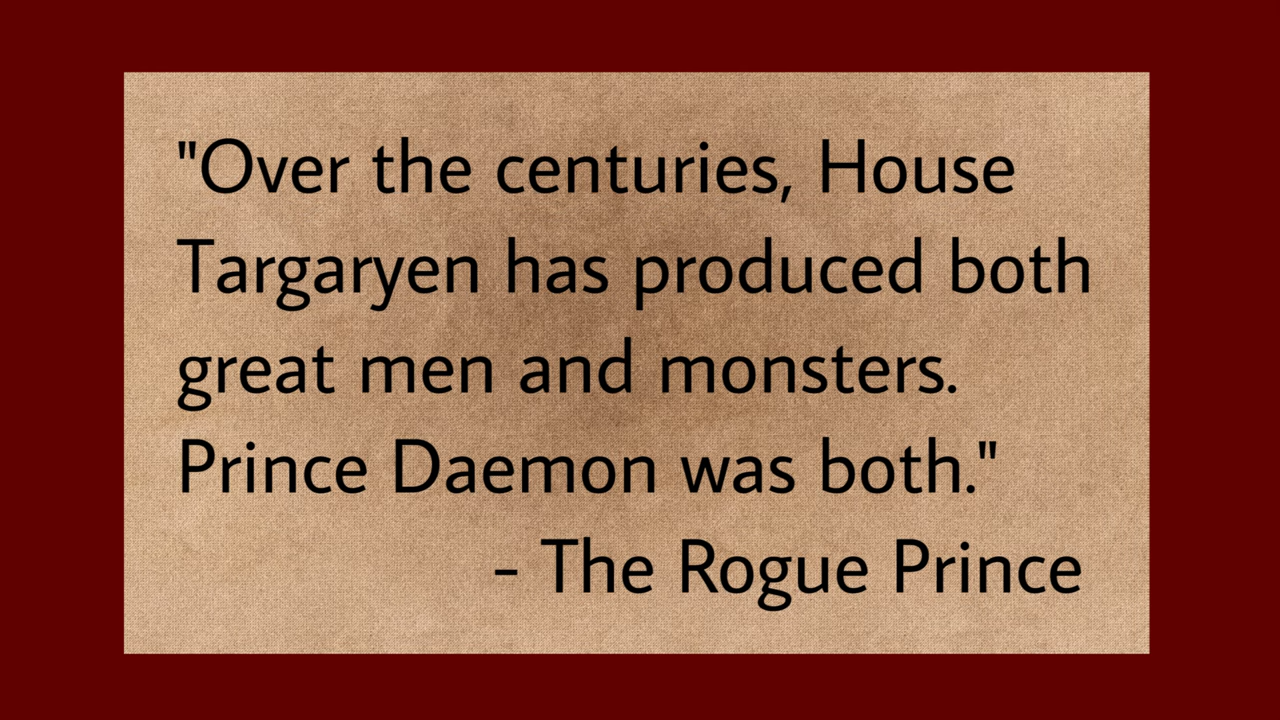 "Over the centuries, House
Targaryen has produced both
great men and monsters.
Prince Daemon was both."
- The Rogue Prince